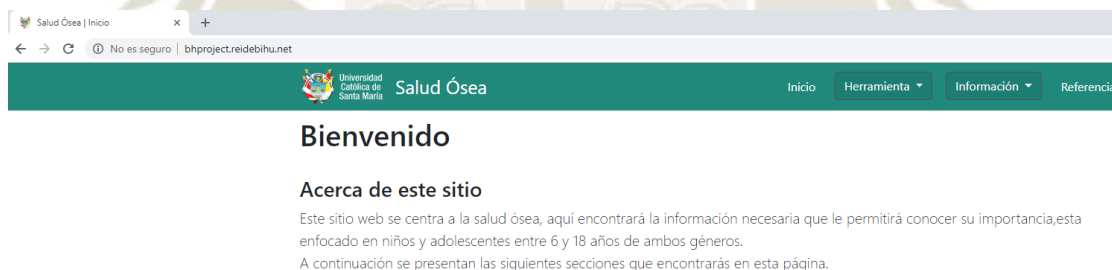 Salud Ósea | Inicio
No es seguro | bhproject.reidebihu.net
Universidad
Católica de
Santa María
Salud Ósea
Inicio
Herramienta
Información
Referencia
Bienvenido
Acerca de este sitio
Este sitio web se centra a la salud ósea, aquí encontrará la información necesaria que le permitirá conocer su importancia,esta
enfocado en niños y adolescentes entre 6 y 18 años de ambos géneros.
A continuación se presentan las siguientes secciones que encontrarás en esta página.